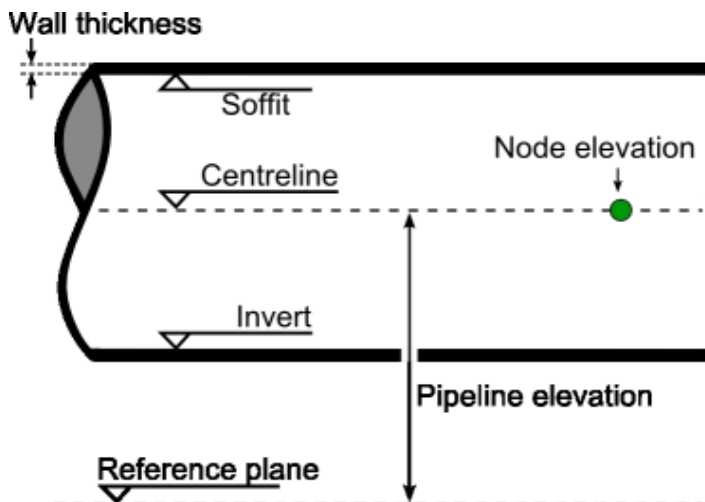 Wall thickness
Soffit
Node elevation
Centreline
Invert
Pipeline elevation
Reference plane